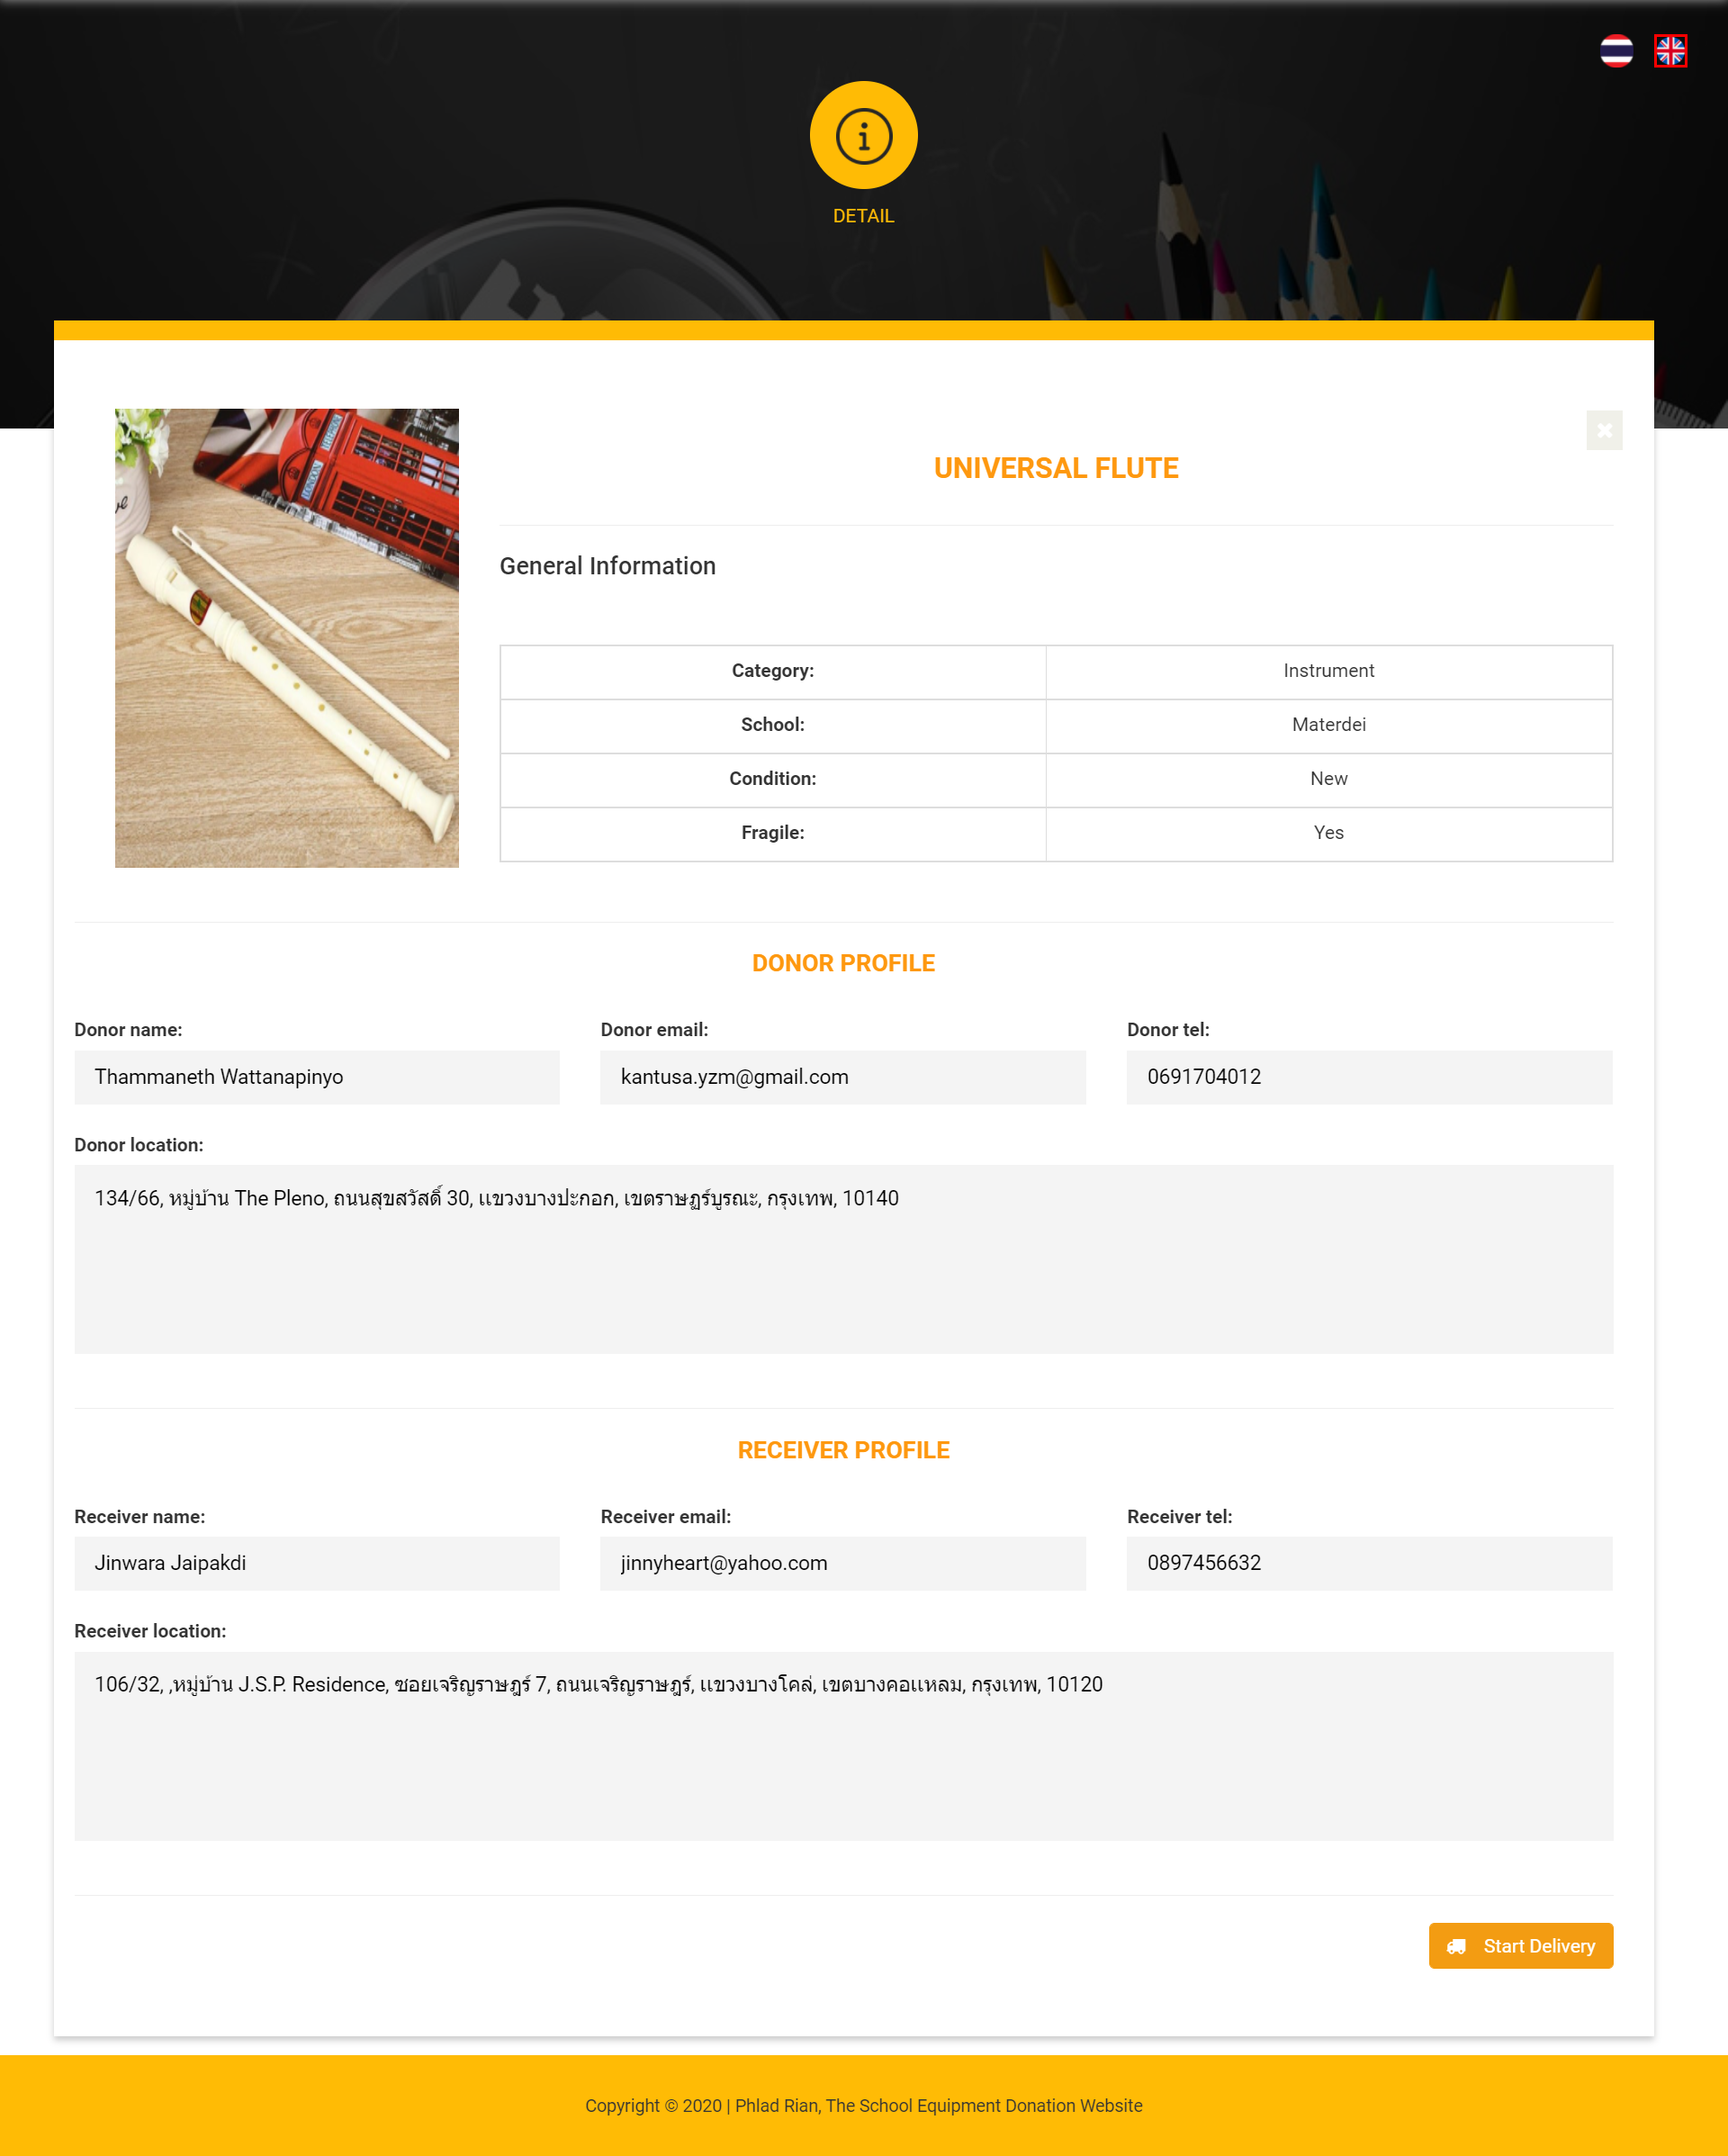 DETAIL
UNIVERSAL FLUTE
General Information
Category: Instrument
School: Materdei
Condition: New
Fragile: Yes
DONOR PROFILE
Donor name: Donor email: Donor tel:
Thammaneth Wattanapinyo kantusa.yzm@gmail.com 0691704012
Donor location:
134/66, หมู่บ้าน The Pleno, ถนนสุขสวัสดิ์ 30, แขวงบางปะกอก, เขตราษฏร์บูรณะ, กรุงเทพ, 10140
RECEIVER PROFILE
Receiver name: Receiver email: Receiver tel:
Jinwara Jaipakdi jinnyheart@yahoo.com 0897456632
Receiver location:
106/32, ,หมู่บ้าน J.S.P. Residence, ซอยเจริญราษฎร์ 7, ถนนเจริญราษฎร์, แขวงบางโคล่, เขตบางคอแหลม, กรุงเทพ, 10120
Start Delivery
Copyright © 2020 | Phlad Rian, The School Equipment Donation Website